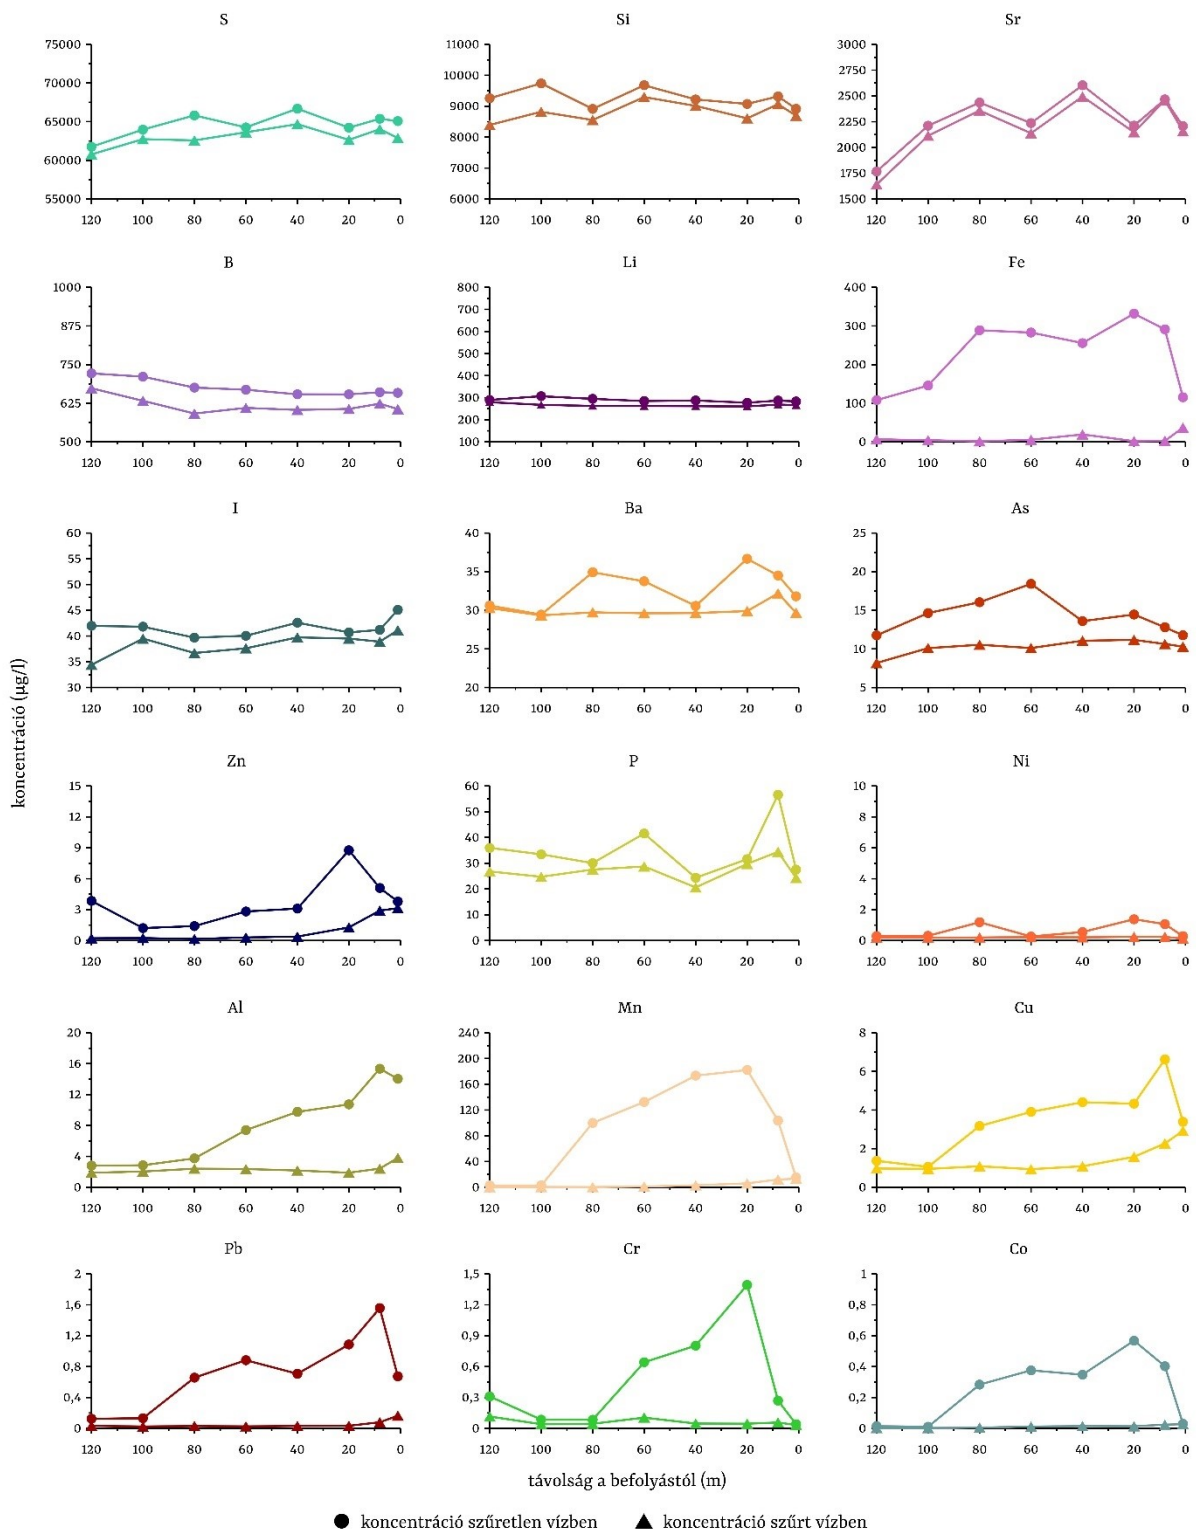 S Si Sr
75000 11000 3000
70000 10000 2750
65000 9000 2500
60000 8000 2250
55000 7000 2000
6000 1750
1500
120 100 80 60 40 20 0 120 100 80 60 40 20 0 120 100 80 60 40 20 0
B Li Fe
1000 800 400
875 700 300
750 600 200
625 500 100
500 400 0
300
200
100
120 100 80 60 40 20 0 120 100 80 60 40 20 0 120 100 80 60 40 20 0
I Ba As
60 40 25
55 35 20
50 30 15
45 25 10
40 20 5
35
30
120 100 80 60 40 20 0 120 100 80 60 40 20 0 120 100 80 60 40 20 0
koncentráció (µg/l)
Zn P Ni
15 60 10
12 50 8
9 40 6
6 30 4
3 20 2
0 10 0
0
120 100 80 60 40 20 0 120 100 80 60 40 20 0 120 100 80 60 40 20 0
Al Mn Cu
20 240 8
16 200 6
12 160 4
8 120 2
4 80 0
0 40
0
120 100 80 60 40 20 0 120 100 80 60 40 20 0 120 100 80 60 40 20 0
Pb Cr Co
2 1,5 1
1,6 1,2 0,8
1,2 0,9 0,6
0,8 0,6 0,4
0,4 0,3 0,2
0 0 0
120 100 80 60 40 20 0 120 100 80 60 40 20 0 120 100 80 60 40 20 0
távolság a befolyástól (m)
koncentráció szűretlen vízben koncentráció szűrt vízben